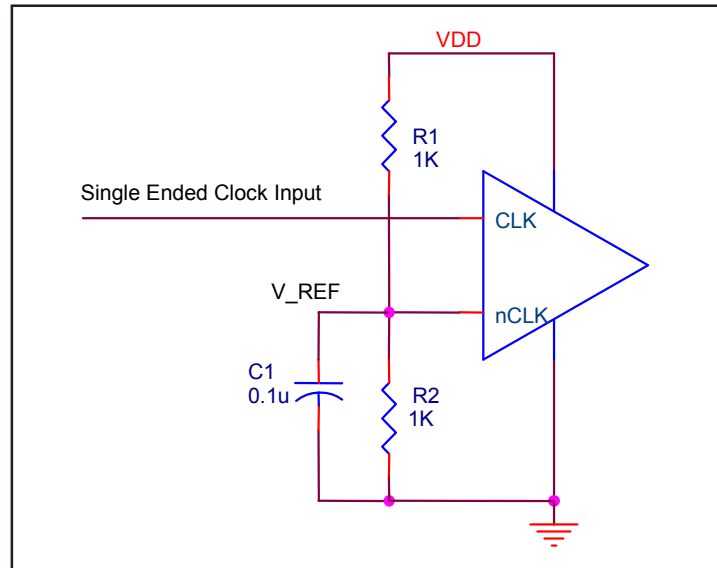 VDD
R1
1K
Single Ended Clock Input
CLK
V_REF
nCLK
C1
0.1u
R2
1K